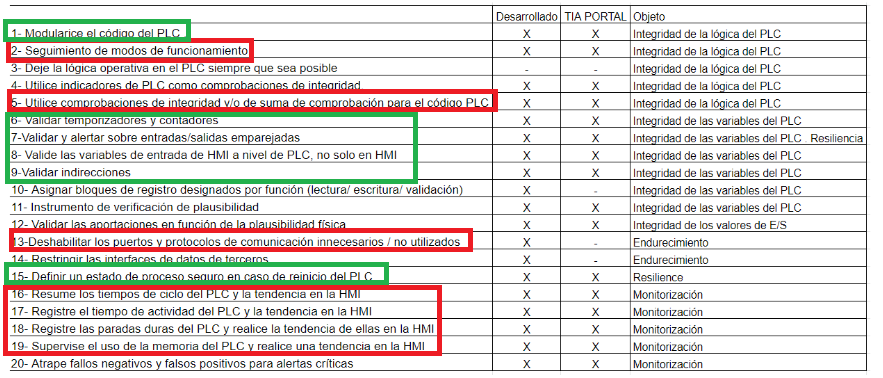 Desarrollado TIA PORTAL Objeto
1- Modularice el código del PLC X X Integridad de la lógica del PLC
2- Seguimiento de modos de funcionamiento X X Integridad de la lógica del PLC
3- Deje la lógica operativa en el PLC siempre que sea posible - - Integridad de la lógica del PLC
4- Utilice indicadores de PLC como comprobaciones de integridad X X Integridad de la lógica del PLC
5- Utilice comprobaciones de integridad y/o de suma de comprobación para el código PLC X X Integridad de la lógica del PLC
6- Validar temporizadores y contadores X X Integridad de las variables del PLC
7-Validar y alertar sobre entradas/salidas emparejadas X X Integridad de las variables del PLC . Resiliencia
8- Valide las variables de entrada de HMI a nivel de PLC, no solo en HMI X X Integridad de las variables del PLC
9-Validar indirecciones X X Integridad de las variables del PLC
10- Asignar bloques de registro designados por función (lectura/ escritura/ validación) X - Integridad de las variables del PLC
11- Instrumento de verificación de plausibilidad X X Integridad de las variables del PLC
12- Validar las aportaciones en función de la plausibilidad física X X Integridad de los valores de E/S
13-Deshabilitar los puertos y protocolos de comunicación innecesarios / no utilizados X - Endurecimiento
14- Restringir las interfaces de datos de terceros X - Endurecimiento
15- Definir un estado de proceso seguro en caso de reinicio del PLC X X Resilience
16- Resume los tiempos de ciclo del PLC y la tendencia en la HMI X X Monitorización
17- Registre el tiempo de actividad del PLC y la tendencia en la HMI X X Monitorización
18- Registre las paradas duras del PLC y realice la tendencia de ellas en la HMI X X Monitorización
19- Supervise el uso de la memoria del PLC y realice una tendencia en la HMI X X Monitorización
20- Atrape fallos negativos y falsos positivos para alertas críticas X X Monitorización